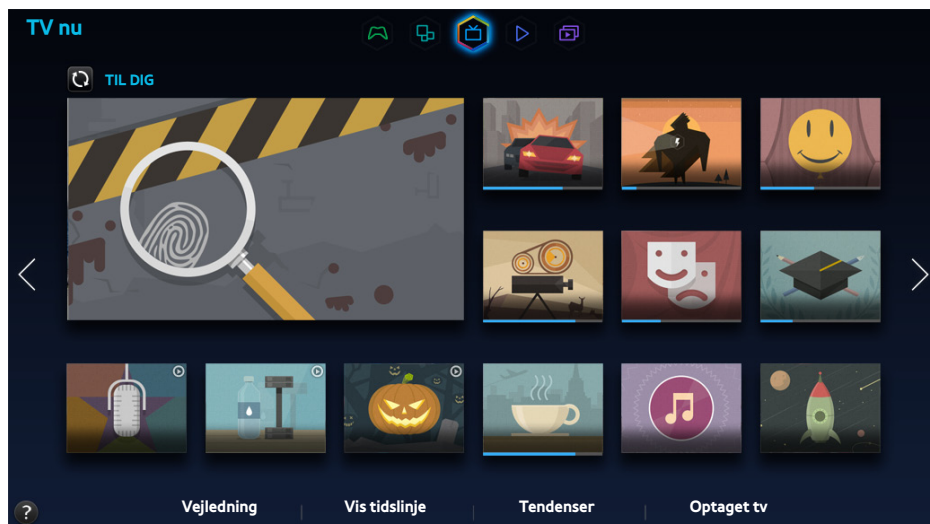 TV nu
TIL DIG
?
Vejledning
Vis tidslinje
Tendenser
Optaget tv